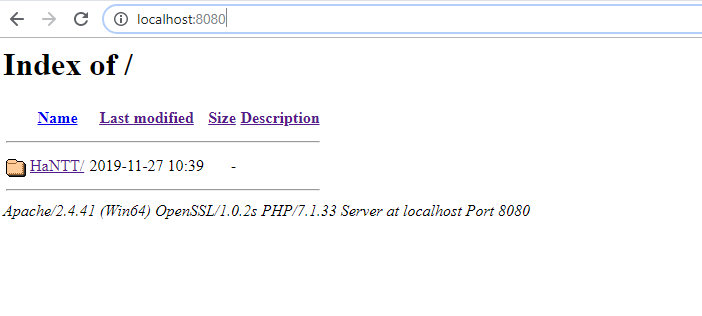 localhost:8080
Index of /
Name Last modified Size Description
HaNTT/ 2019-11-27 10:39 -
Apache/2.4.41 (Win64) OpenSSL/1.0.2s PHP/7.1.33 Server at localhost Port 8080